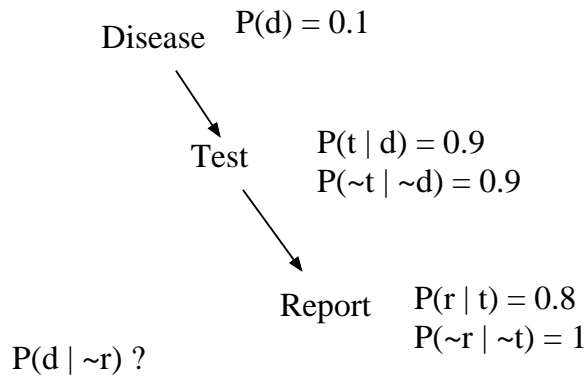 Disease P(d) = 0.1
Test P(t | d) = 0.9
P(~t | ~d) = 0.9
Report P(r | t) = 0.8
P(~r | ~t) = 1
P(d | ~r) ?